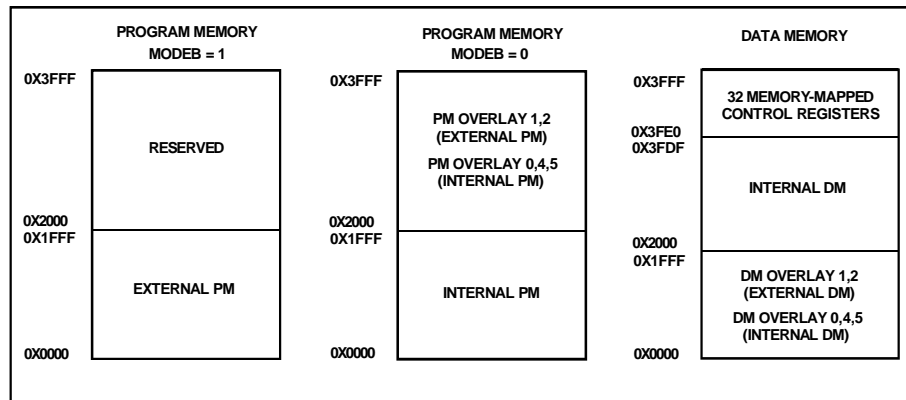 PROGRAM MEMORY
MODEB = 1
0X3FFF
RESERVED
0X2000
0X1FFF
EXTERNAL PM
0X0000
PROGRAM MEMORY
MODEB = 0
0X3FFF
PM OVERLAY 1,2
(EXTERNAL PM)
PM OVERLAY 0,4,5
(INTERNAL PM)
0X2000
0X1FFF
INTERNAL PM
0X0000
DATA MEMORY
0X3FFF
32 MEMORY-MAPPED
CONTROL REGISTERS
0X3FE0
0X3FDF
INTERNAL DM
0X2000
0X1FFF
DM OVERLAY 1,2
(EXTERNAL DM)
DM OVERLAY 0,4,5
(INTERNAL DM)
0X0000